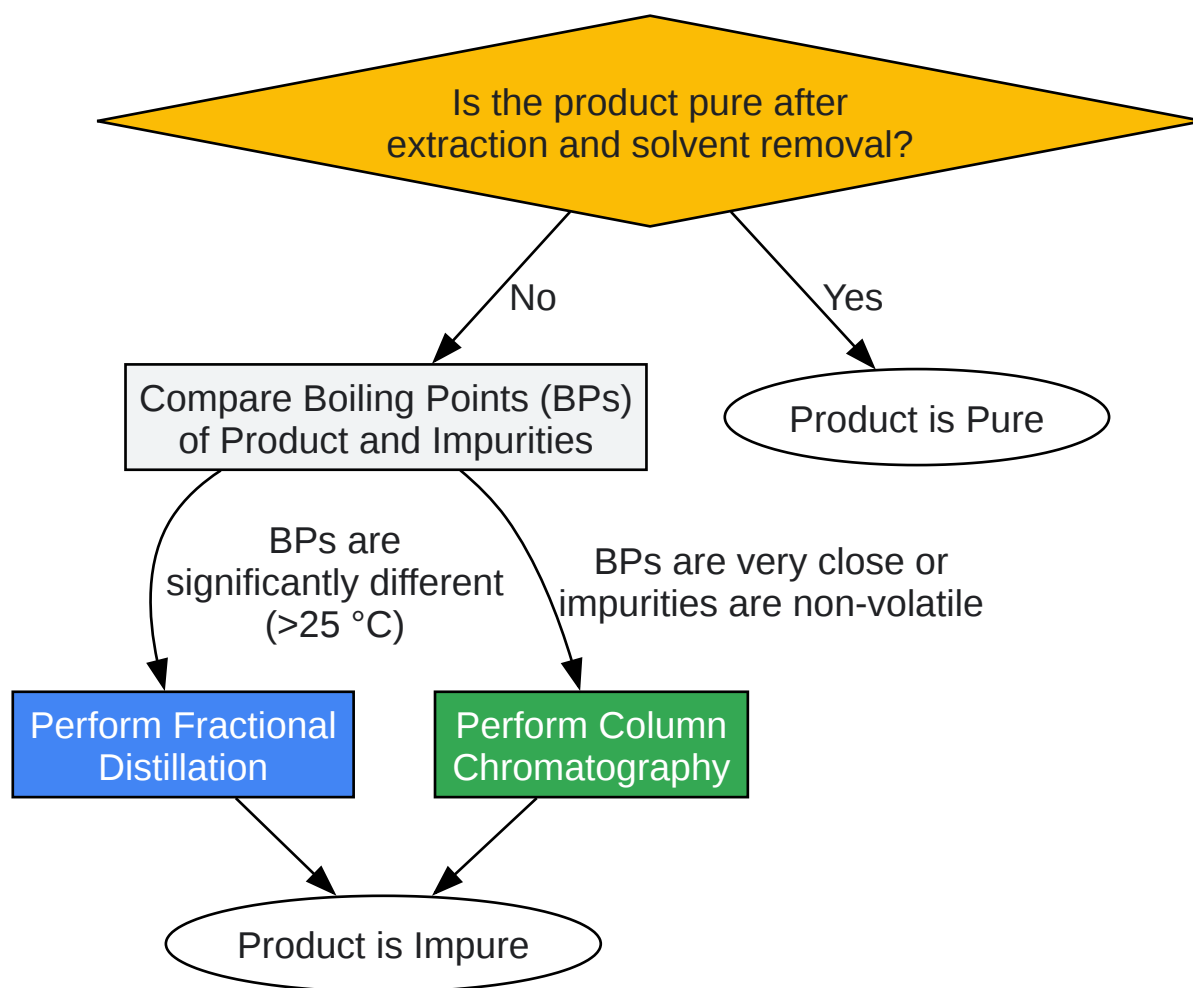 Is the product pure after
extraction and solvent removal?
No
Yes
Compare Boiling Points (BPs)
of Product and Impurities
Product is Pure
BPs are
significantly different
(>25 °C)
BPs are very close or
impurities are non-volatile
Perform Fractional
Distillation
Perform Column
Chromatography
Product is Impure